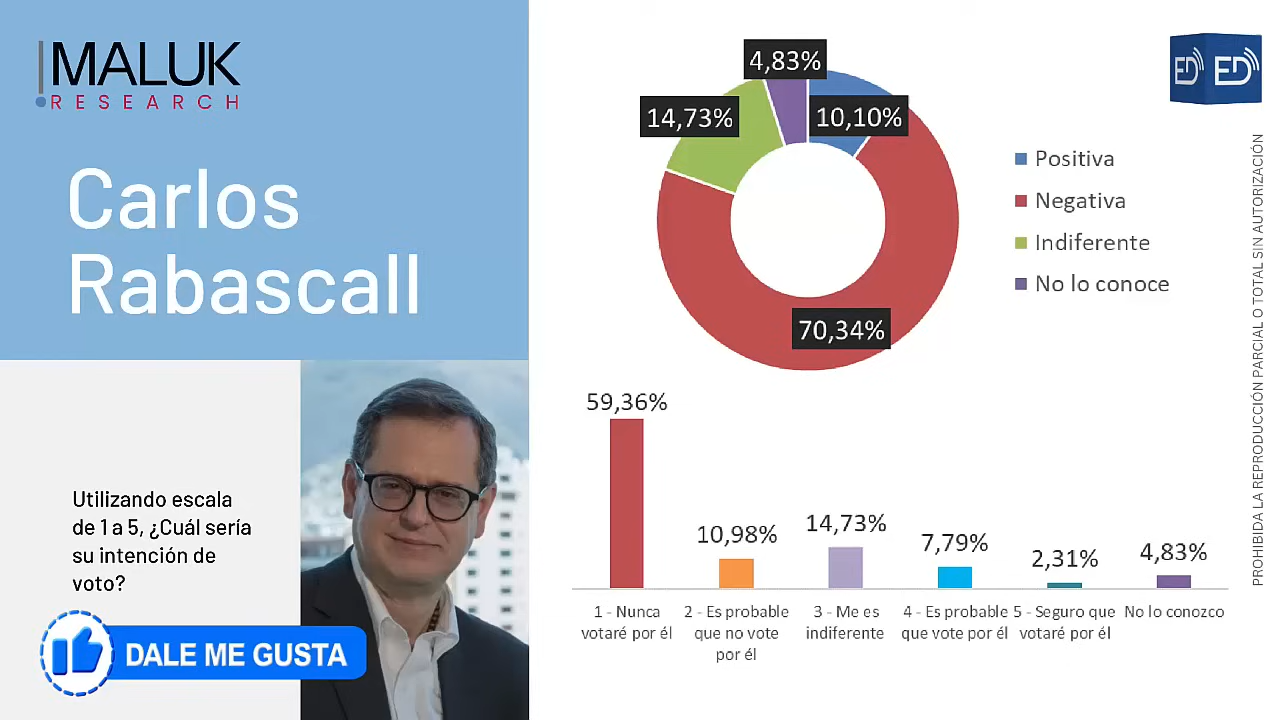 MALUK
RESEARCH
Carlos
Rabascall
Utilizando escala
de 1 a 5, ¿Cuál sería
su intención de
voto?
DALE ME GUSTA
4,83%
14,73%
10,10%
70,34%
Positiva
Negativa
Indiferente
No lo conoce
59,36%
10,98%
14,73%
7,79%
2,31%
4,83%
1 - Nunca
votaré por él
2 - Es probable
que no vote
por él
3 - Me es
indiferente
4 - Es probable
que vote por él
5 - Seguro que
votaré por él
No lo conozco
ED ED
PROHIBIDA LA REPRODUCCIÓN PARCIAL O TOTAL SIN AUTORIZACIÓN